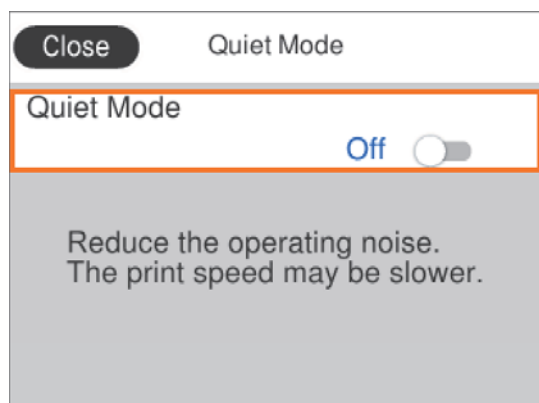 Close
Quiet Mode
Quiet Mode
Off
Reduce the operating noise.
The print speed may be slower.